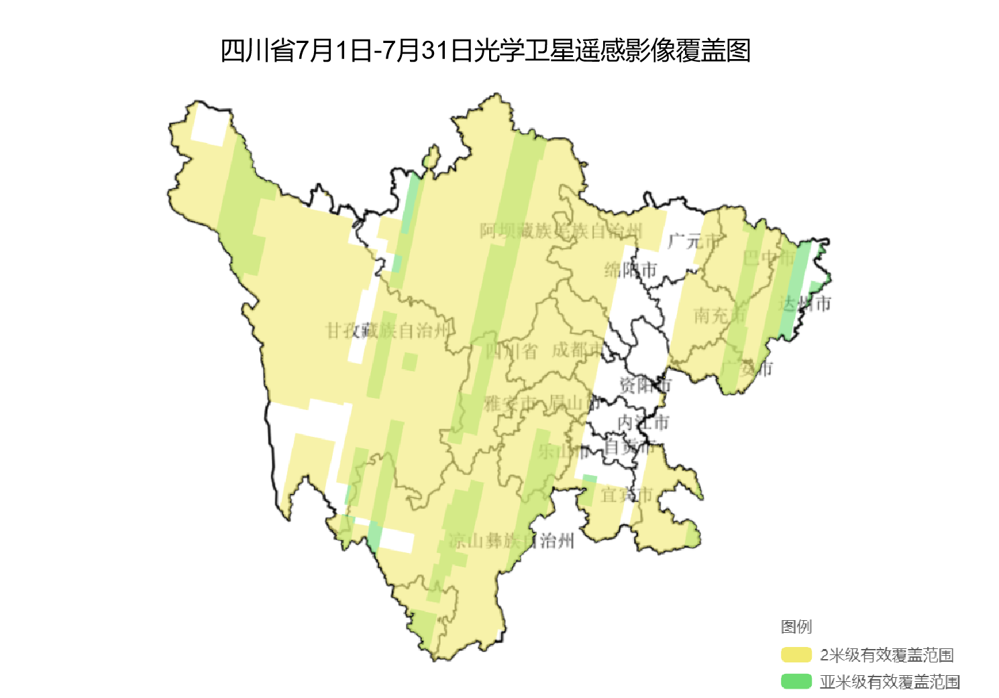 四川省7月1日-7月31日光学卫星遥感影像覆盖图
阿坝藏族羌族自治州
广元市
巴中市
绵阳市
达州市
南充市
甘孜藏族自治州
四川省
成都市
广安市
资阳市
雅安市
眉山市
内江市
乐山市
自贡市
宜宾市
凉山彝族自治州
图例
2米级有效覆盖范围
亚米级有效覆盖范围